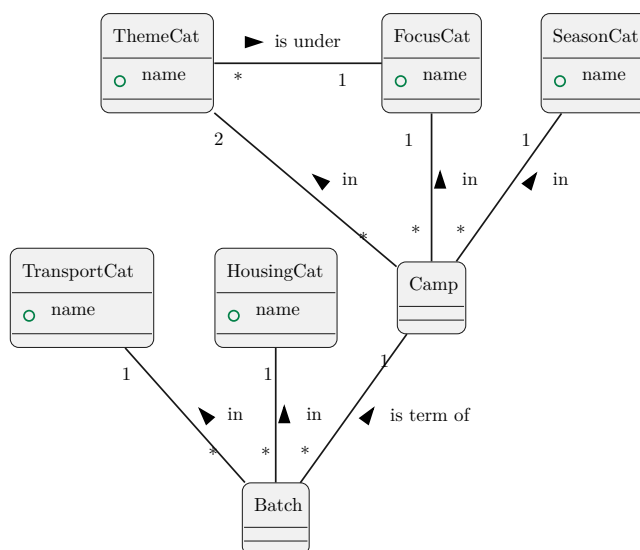 ThemeCat
is under
FocusCat
SeasonCat
name
*
1
name
name
2
1
1
in
in
in
*
*
*
TransportCat
HousingCat
Camp
name
name
1
1
1
in
in
is term of
*
*
*
Batch